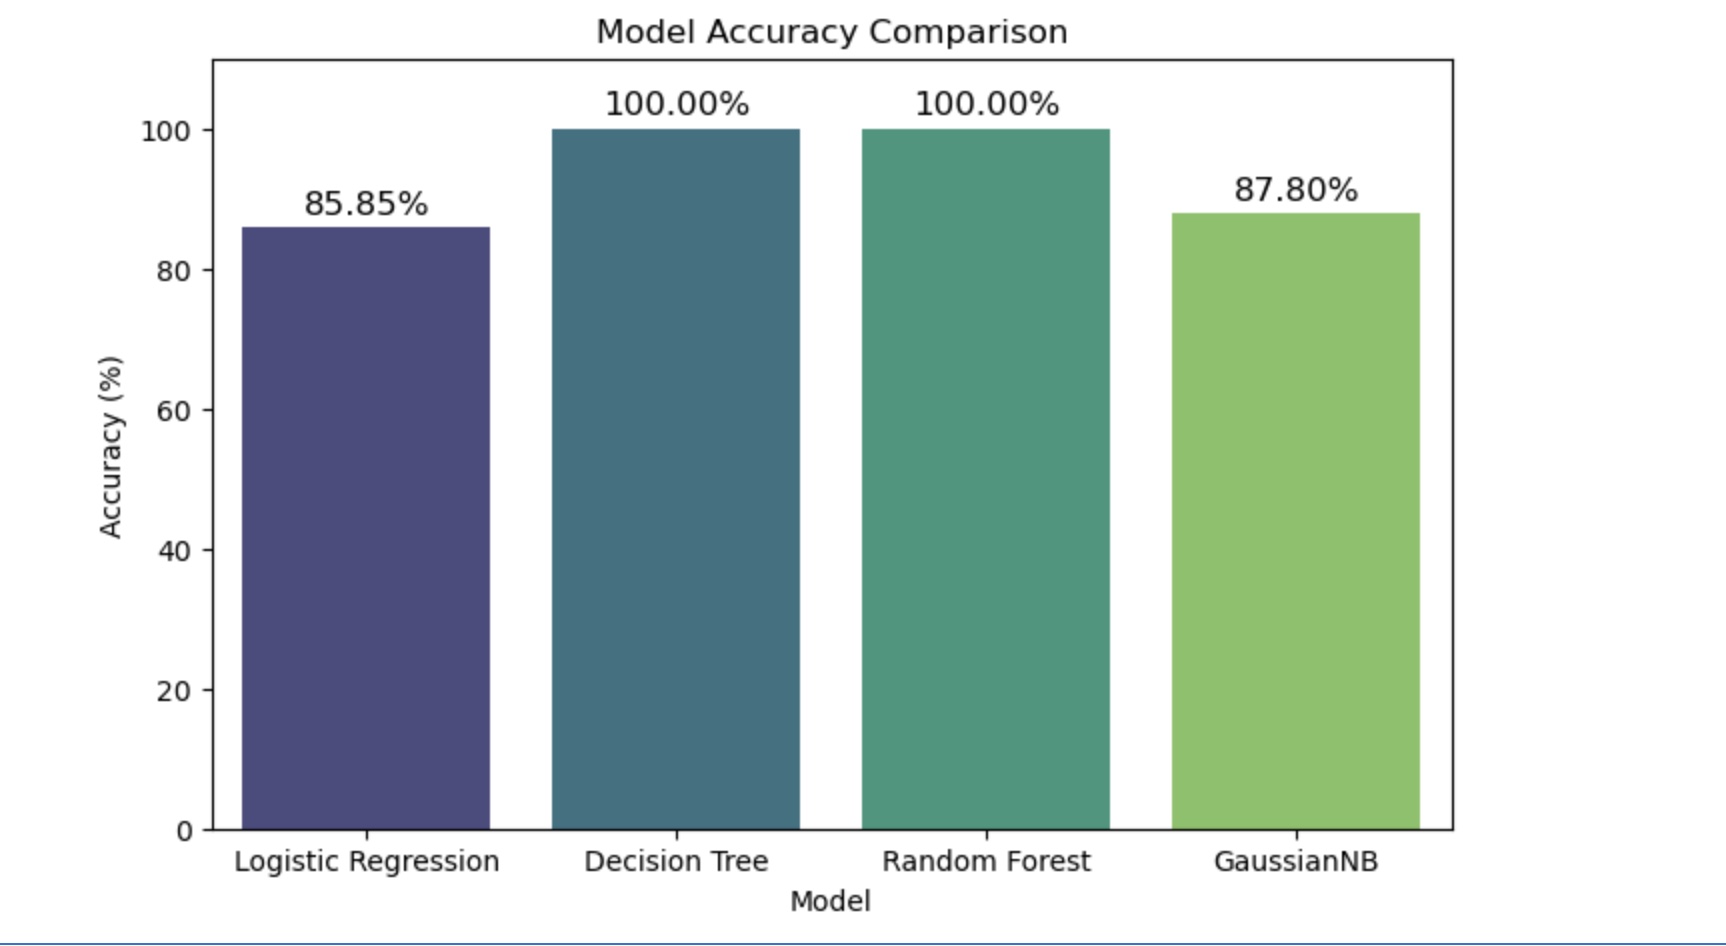 Model Accuracy Comparison
100.00% 100.00%
87.80%
85.85%
100
80
60
40
20
0
Accuracy (%)
Logistic Regression Decision Tree Random Forest GaussianNB
Model